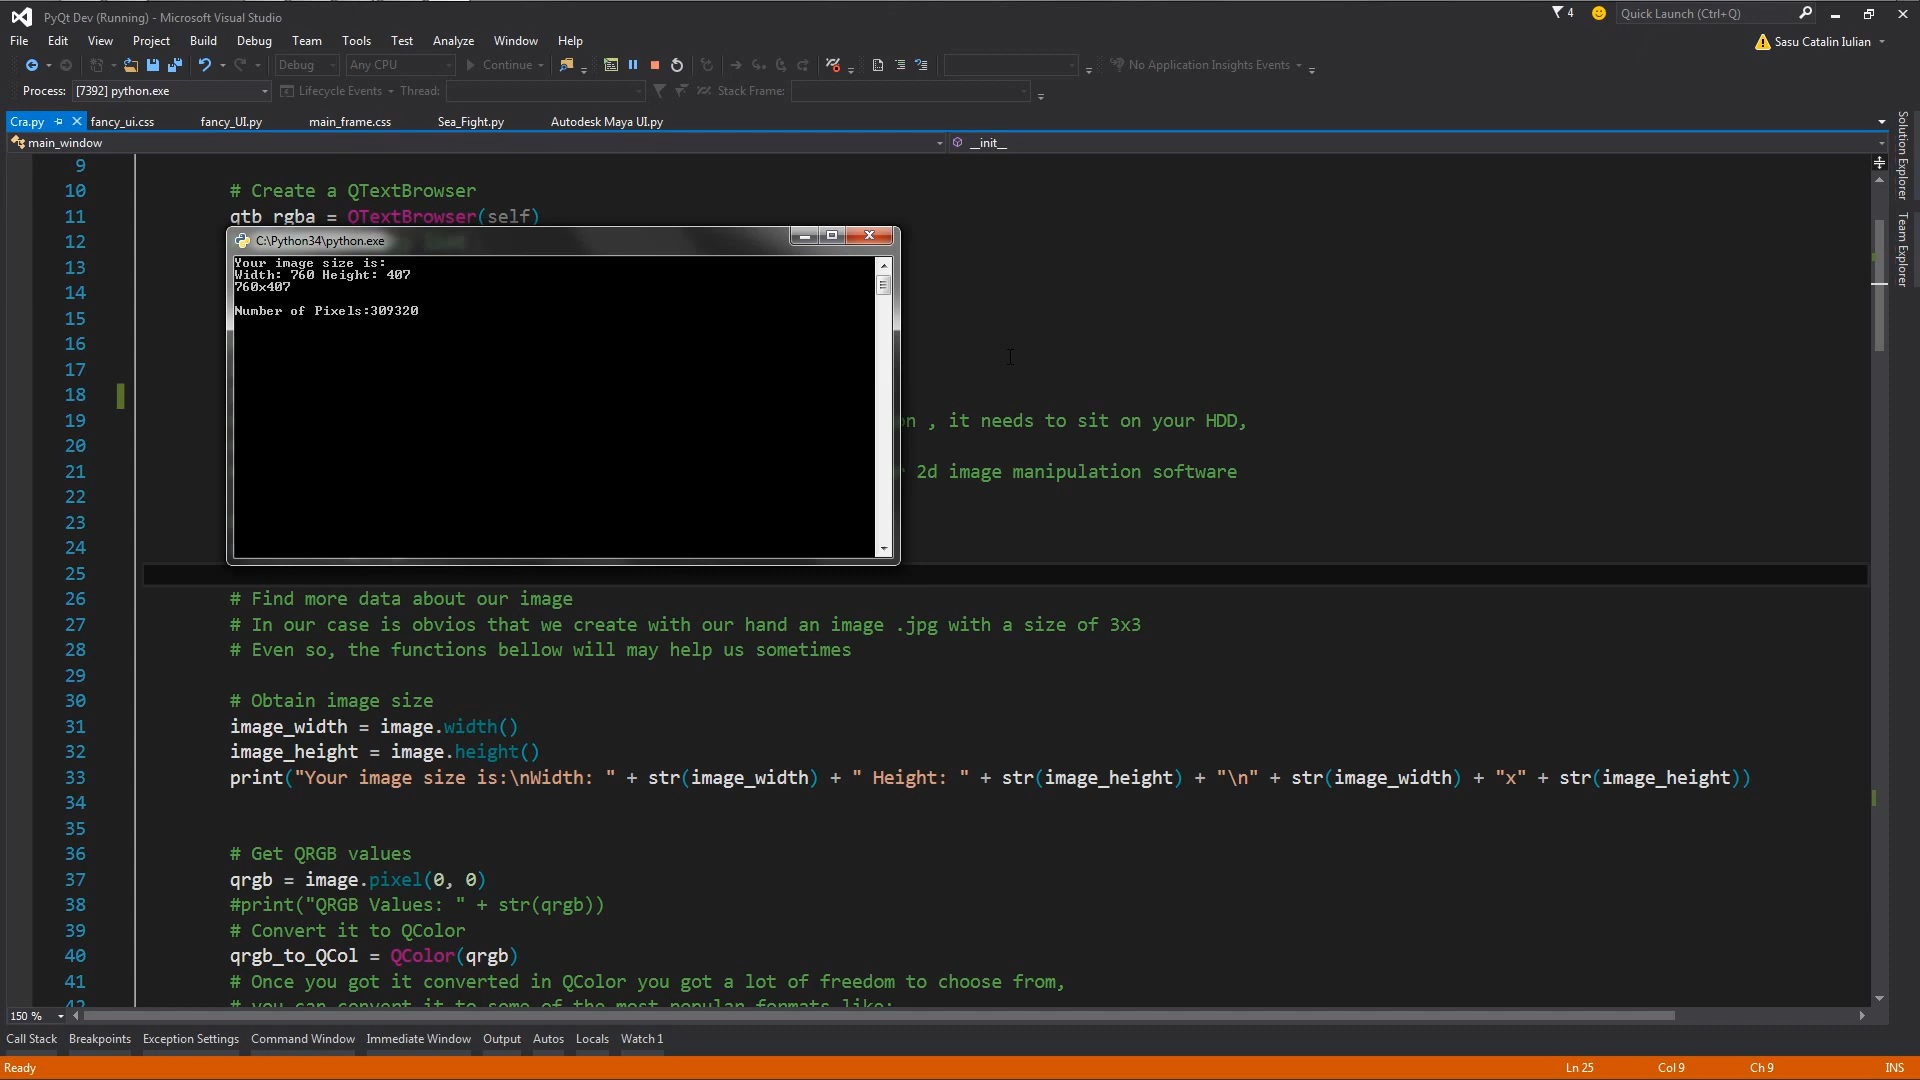 PyQt Dev (Running) - Microsoft Visual Studio
4
Quick Launch (Ctrl+Q)
File Edit View Project Build Debug Team Tools Test Analyze Window Help
Sasu Catalin Iulian
Debug Any CPU Continue No Application Insights Events
Process: [7392] python.exe Lifecycle Events Thread: Stack Frame:
Cra.py fancy_ui.css fancy_UI.py main_frame.css Sea_Fight.py Autodesk Maya UI.py
main_window __init__
Solution Explorer
Team Explorer
9
10 # Create a QTextBrowser
11 qtb_rgba = QTextBrowser(self)
12
C:\Python34\python.exe
Your image size is:
Width: 760 Height: 407
760x407
Number of Pixels:309320
13
14
15
16
17
18
19 on , it needs to sit on your HDD,
20
21 2d image manipulation software
22
23
24
25
26 # Find more data about our image
27 # In our case is obvios that we create with our hand an image .jpg with a size of 3x3
28 # Even so, the functions bellow will may help us sometimes
29
30 # Obtain image size
31 image_width = image.width()
32 image_height = image.height()
33 print("Your image size is:\nWidth: " + str(image_width) + " Height: " + str(image_height) + "\n" + str(image_width) + "x" + str(image_height))
34
35
36 # Get QRGB values
37 qrgb = image.pixel(0, 0)
38 #print("QRGB Values: " + str(qrgb))
39 # Convert it to QColor
40 qrgb_to_QCol = QColor(qrgb)
41 # Once you got it converted in QColor you got a lot of freedom to choose from,
42 # you can convert it to some of the most popular formats like:
150 %
Call Stack Breakpoints Exception Settings Command Window Immediate Window Output Autos Locals Watch 1
Ready Ln 25 Col 9 Ch 9 INS